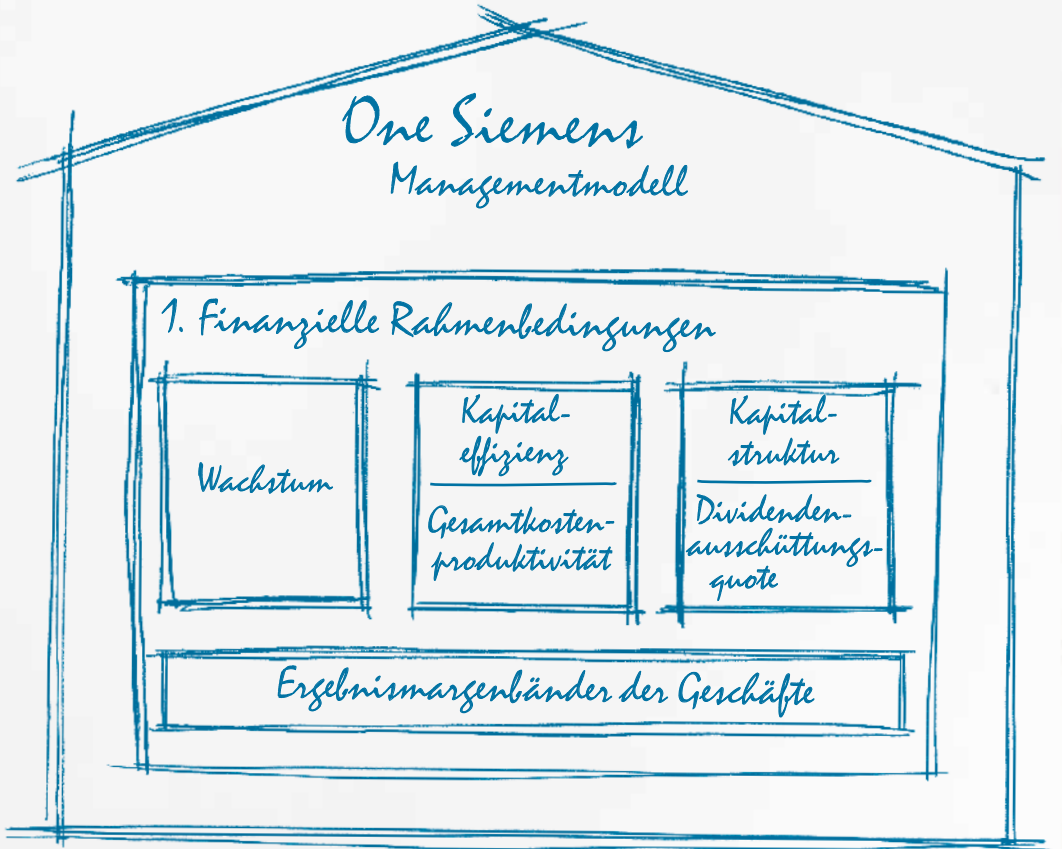 One Siemens
Managementmodell
1. Finanzielle Rahmenbedingungen
Wachstum
Kapital-
effizienz
Gesamtkosten-
produktivität
Kapital-
struktur
Dividenden-
ausschüttungs-
quote
Ergebnismargenbänder der Geschäfte